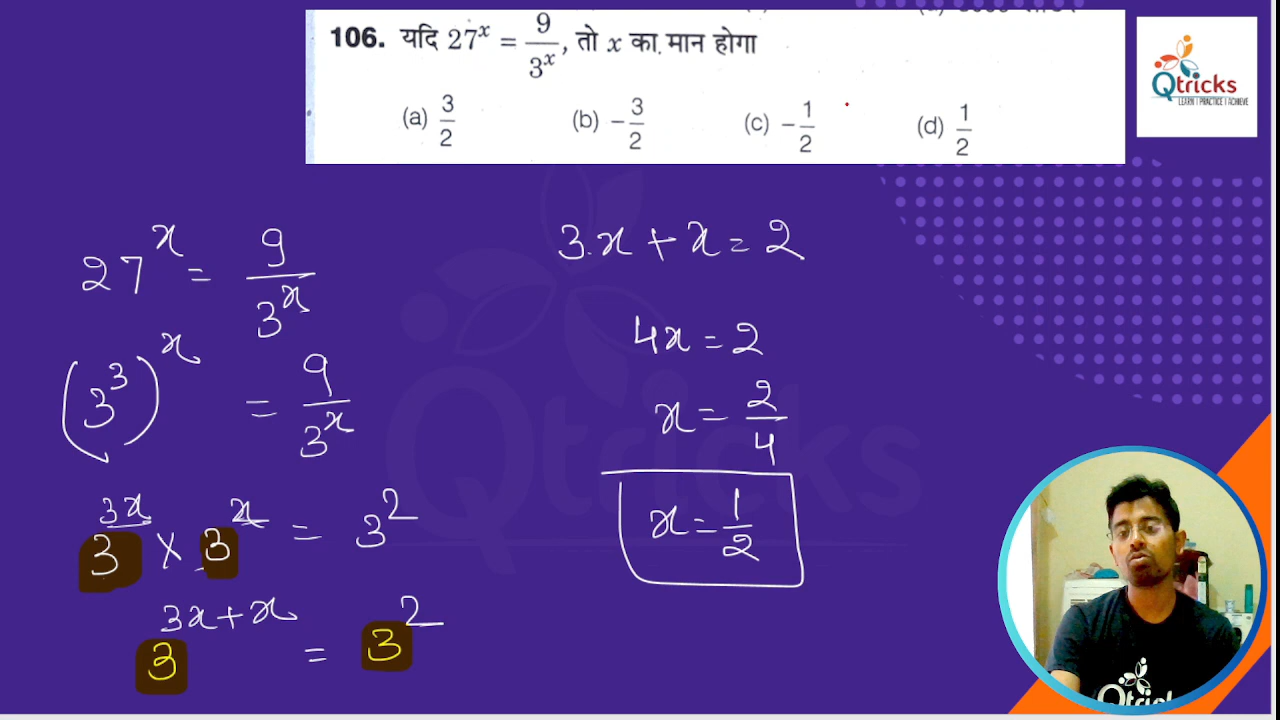 106. यदि 27^x = 9/3^x, तो x का मान होगा
(a) 3/2 (b) -3/2 (c) -1/2 (d) 1/2
Qtricks
LEARN | PRACTICE | ACHIEVE
27^x = 9/3^x
(3^3)^x = 9/3^x
3^3x × 3^x = 3^2
3^3x+x = 3^2
3.x + x = 2
4x = 2
x = 2/4
x = 1/2
Qtricks